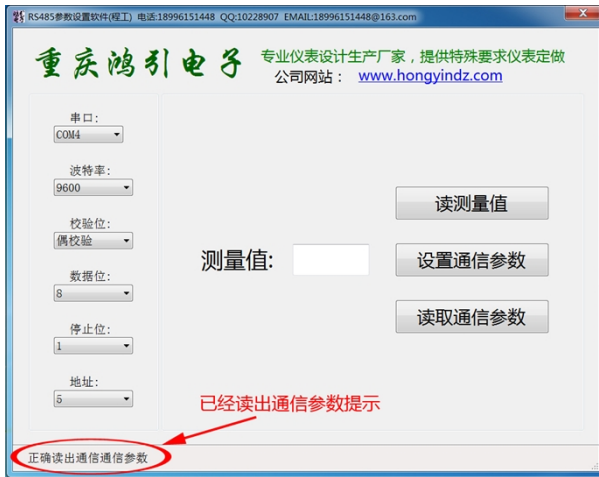 RS485参数设置软件(程工) 电话:18996151448 QQ:10228907 EMAIL:18996151448@163.com
重庆鸿引电子
专业仪表设计生产厂家，提供特殊要求仪表定做
公司网站： www.hongyindz.com
串口:
COM4
波特率:
9600
校验位:
偶校验
数据位:
8
停止位:
1
地址:
5
测量值:
读测量值
设置通信参数
读取通信参数
已经读出通信参数提示
正确读出通信通信参数